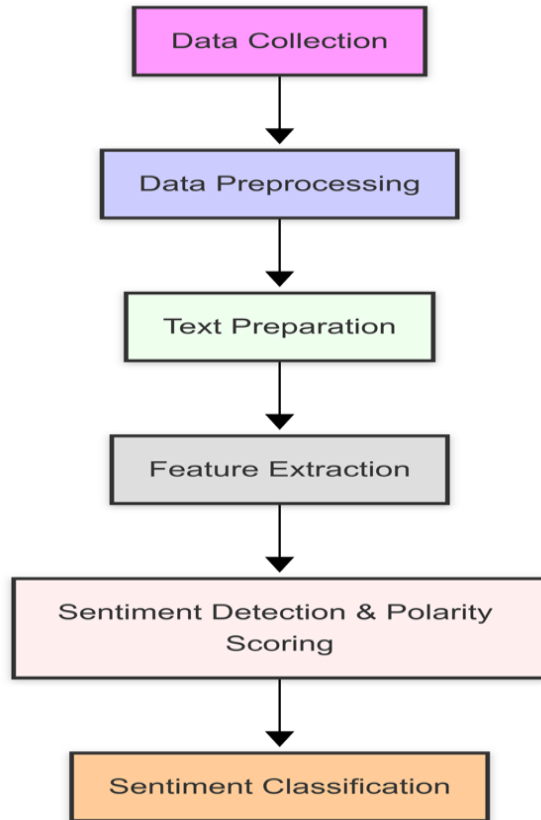 Data Collection
Data Preprocessing
Text Preparation
Feature Extraction
Sentiment Detection & Polarity
Scoring
Sentiment Classification